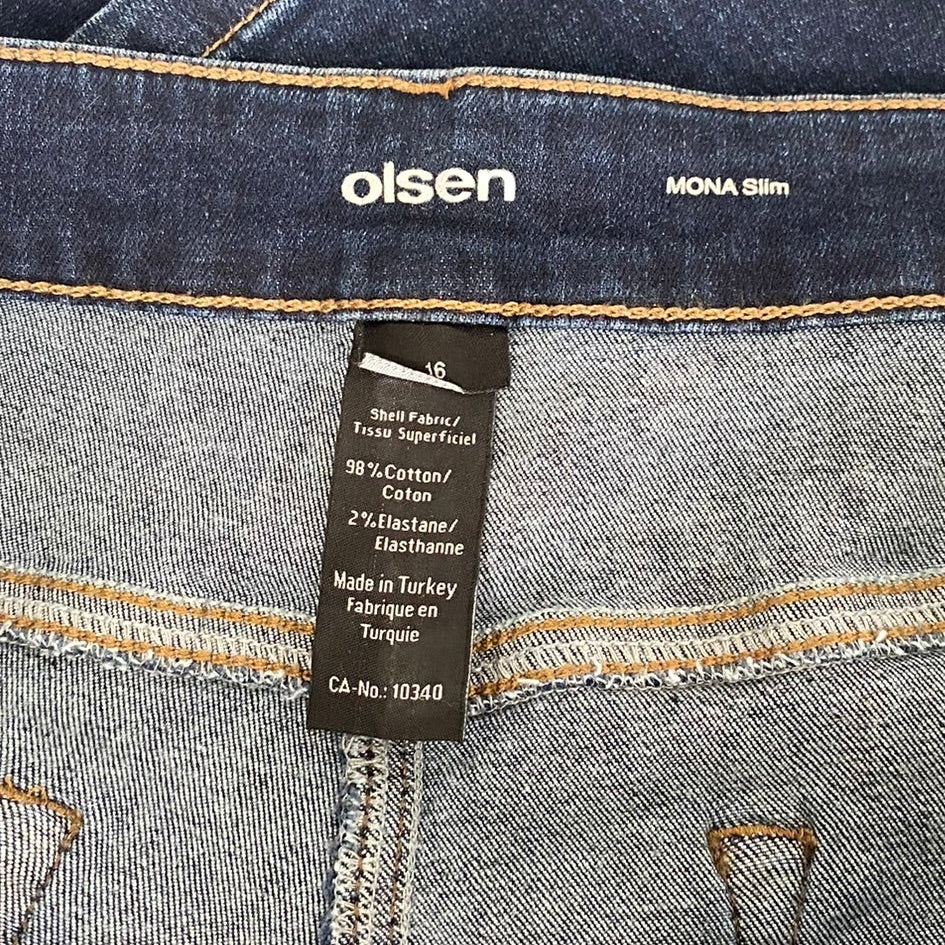 olsen
MONA Slim
16
Shell Fabric/
Tissu Superficiel
98%Cotton/
Coton
2%Elastane/
Elasthanne
Made in Turkey
Fabrique en
Turquie
CA-No.: 10340